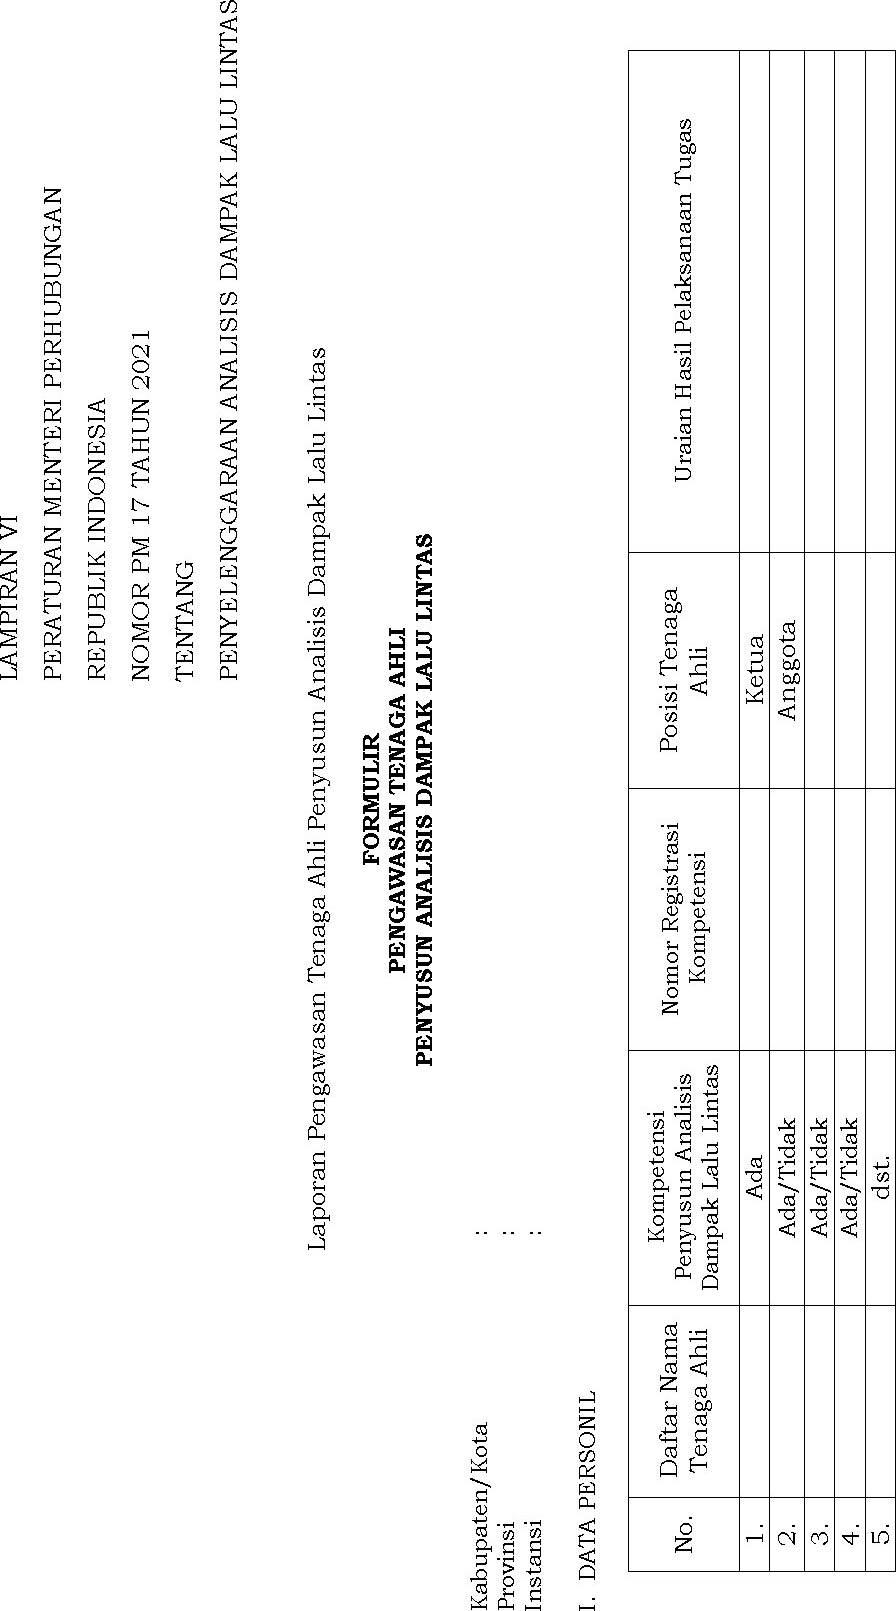 LAMPIRAN VI
PERATURAN MENTERI PERHUBUNGAN
REPUBLIK INDONESIA
NOMOR PM 17 TAHUN 2021
TENTANG
PENYELENGGARAAN ANALISIS DAMPAK LALU LINTAS
Laporan Pengawasan Tenaga Ahli Penyusun Analisis Dampak Lalu Lintas
FORMULIR
PENGAWASAN TENAGA AHLI
PENYUSUN ANALISIS DAMPAK LALU LINTAS
Kabupaten/Kota :
Provinsi :
Instansi :
I. DATA PERSONIL
No.
Daftar Nama
Tenaga Ahli
Kompetensi
Penyusun Analisis
Dampak Lalu Lintas
Nomor Registrasi
Kompetensi
Posisi Tenaga
Ahli
Uraian Hasil Pelaksanaan Tugas
1. Ada Ketua
2. Ada/Tidak Anggota
3. Ada/Tidak
4. Ada/Tidak
5. dst.